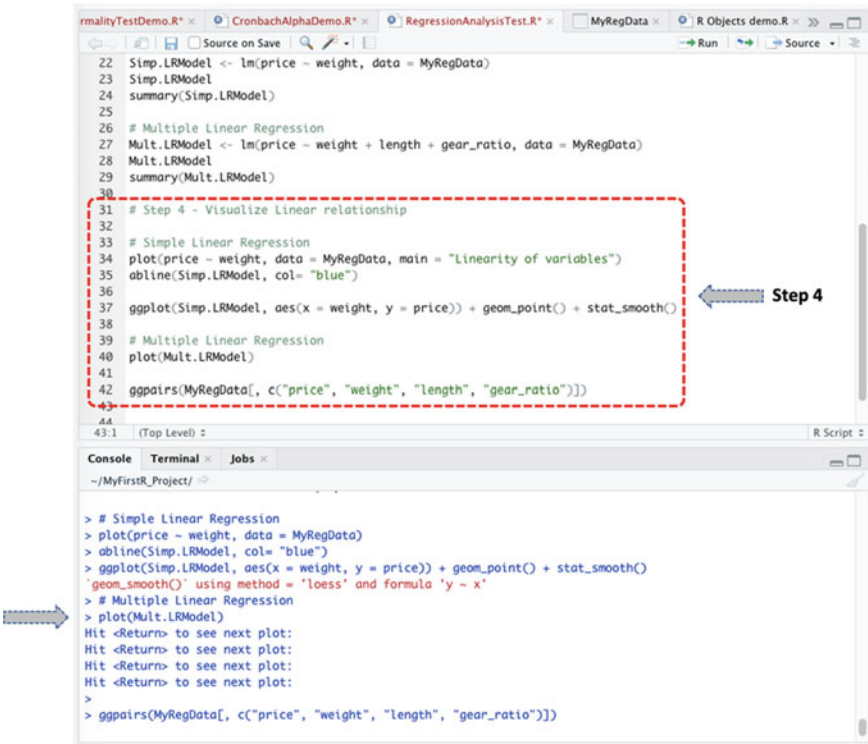 rmalityTestDemo.R* × CronbachAlphaDemo.R* × RegressionAnalysisTest.R* × MyRegData × R Objects demo.R ×
Source on Save Run Source
22 Simp.LRModel <- lm(price ~ weight, data = MyRegData)
23 Simp.LRModel
24 summary(Simp.LRModel)
25
26 # Multiple Linear Regression
27 Mult.LRModel <- lm(price ~ weight + length + gear_ratio, data = MyRegData)
28 Mult.LRModel
29 summary(Mult.LRModel)
30
31 # Step 4 - Visualize Linear relationship
32
33 # Simple Linear Regression
34 plot(price ~ weight, data = MyRegData, main = "Linearity of variables")
35 abline(Simp.LRModel, col= "blue")
36
Step 4
37 ggplot(Simp.LRModel, aes(x = weight, y = price)) + geom_point() + stat_smooth()
38
39 # Multiple Linear Regression
40 plot(Mult.LRModel)
41
42 ggpairs(MyRegData[, c("price", "weight", "length", "gear_ratio")])
43
44
43:1 (Top Level) R Script
Console Terminal × Jobs ×
~/MyFirstR_Project/
> # Simple Linear Regression
> plot(price ~ weight, data = MyRegData)
> abline(Simp.LRModel, col= "blue")
> ggplot(Simp.LRModel, aes(x = weight, y = price)) + geom_point() + stat_smooth()
`geom_smooth()` using method = 'loess' and formula 'y ~ x'
> # Multiple Linear Regression
> plot(Mult.LRModel)
Hit <Return> to see next plot:
Hit <Return> to see next plot:
Hit <Return> to see next plot:
Hit <Return> to see next plot:
>
> ggpairs(MyRegData[, c("price", "weight", "length", "gear_ratio")])